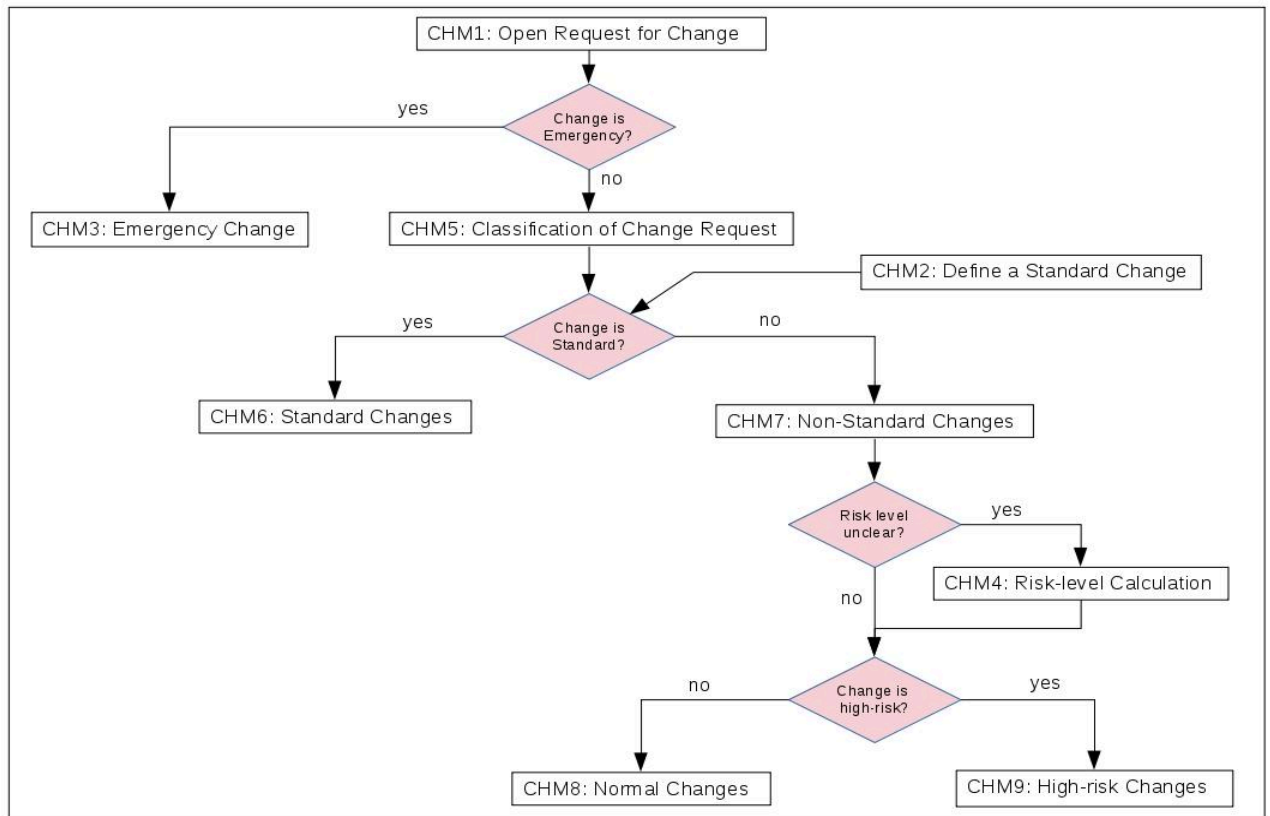 CHM1: Open Request for Change
yes
Change is
Emergency?
no
CHM3: Emergency Change
CHM5: Classification of Change Request
CHM2: Define a Standard Change
yes
Change is
Standard?
no
CHM6: Standard Changes
CHM7: Non-Standard Changes
Risk level
unclear?
yes
CHM4: Risk-level Calculation
no
no
Change is
high-risk?
yes
CHM8: Normal Changes
CHM9: High-risk Changes